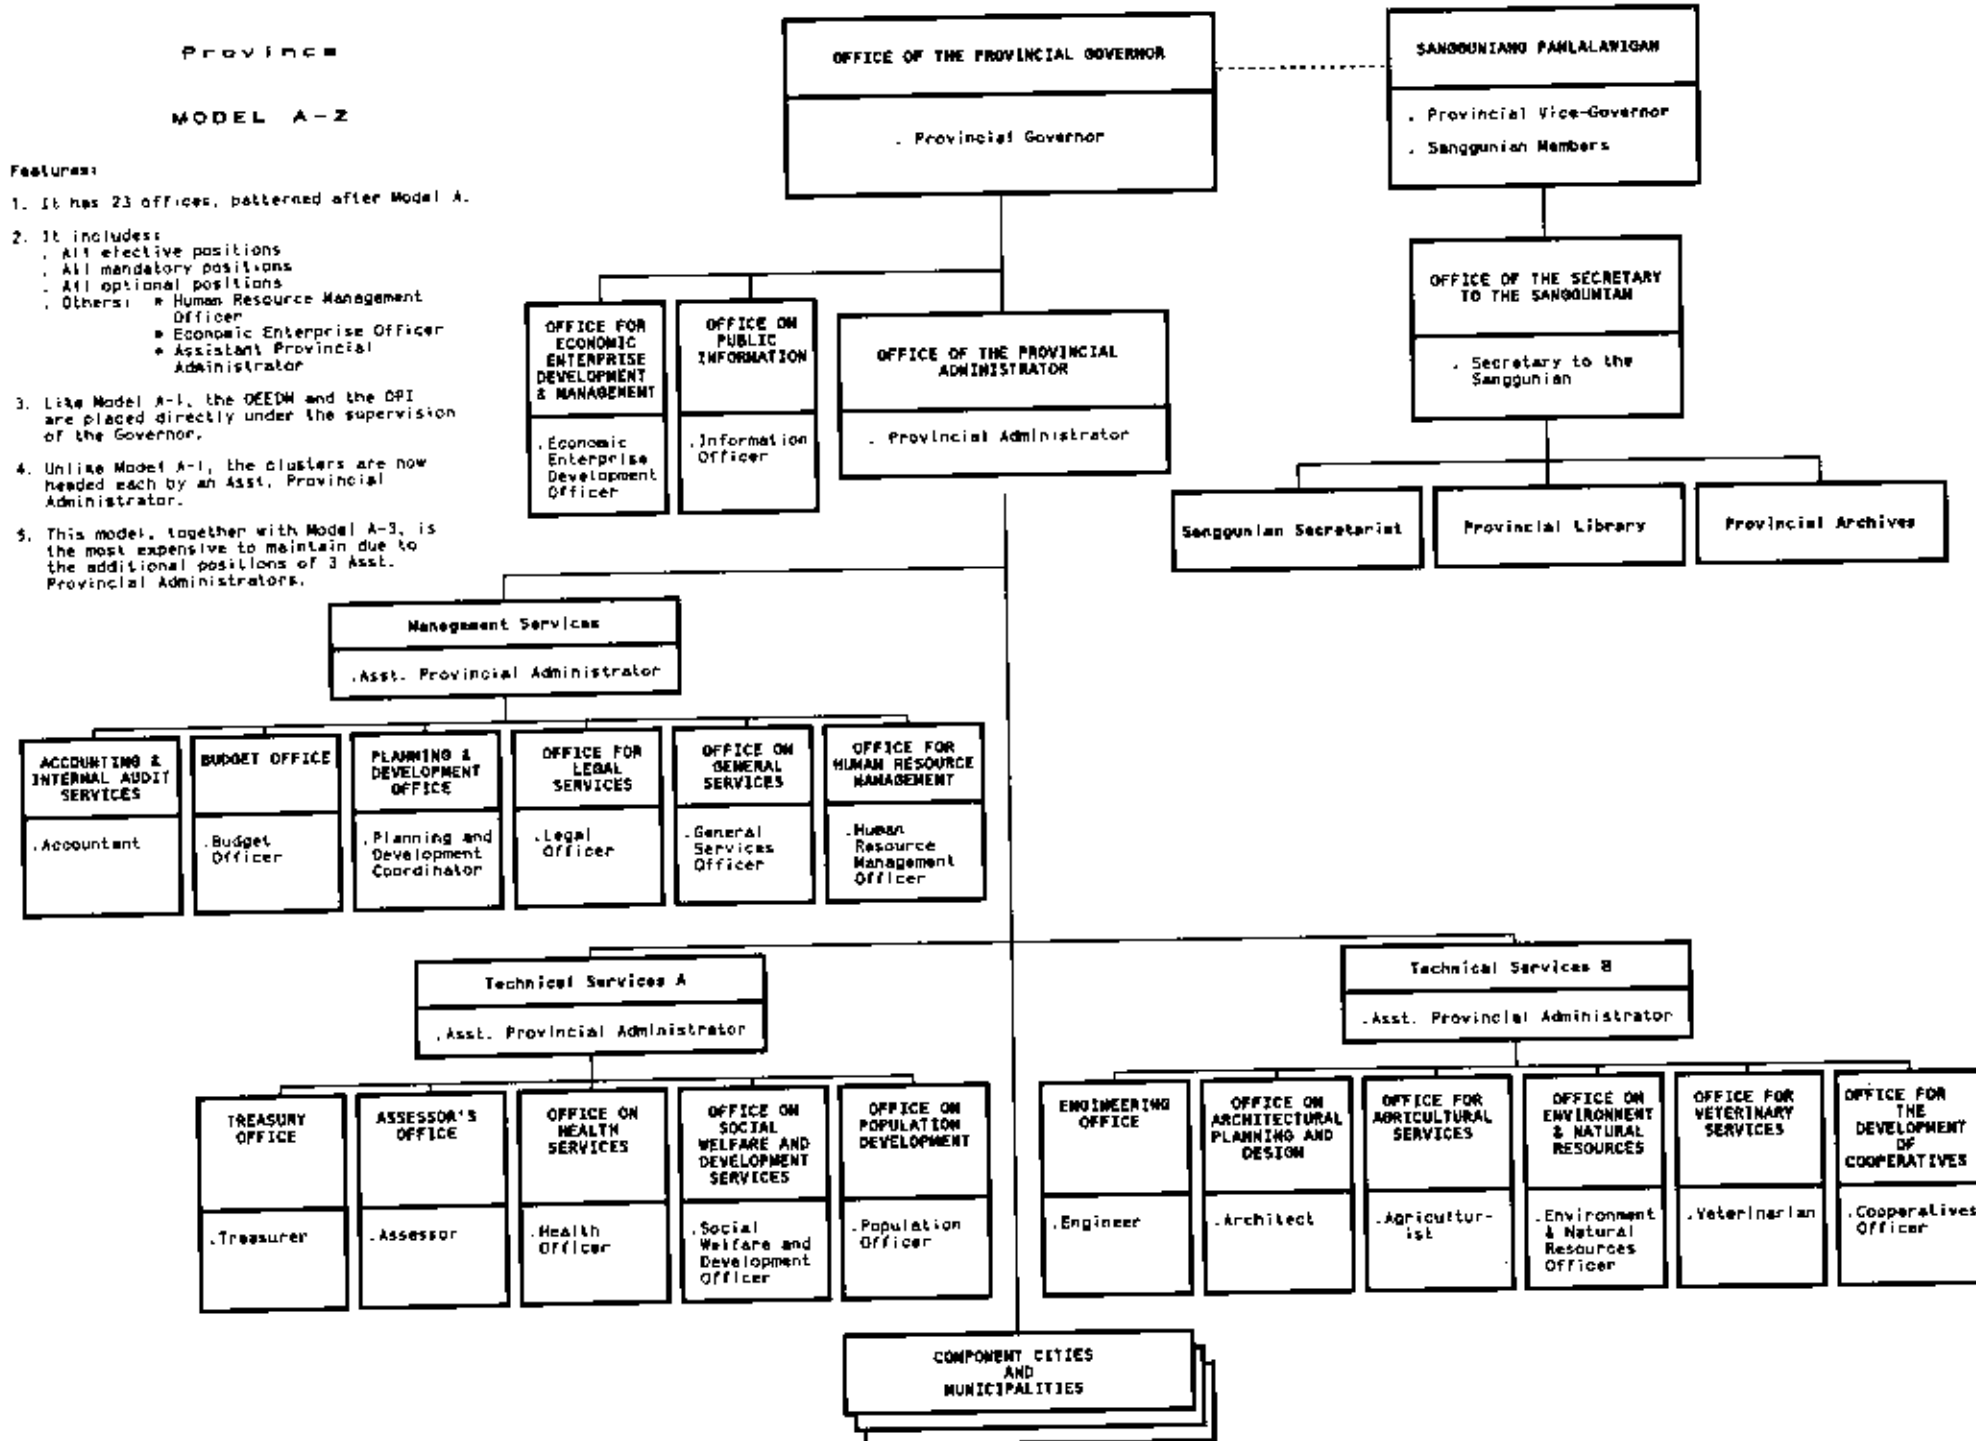 Province
MODEL A-2
Features:
1. It has 23 offices, patterned after Model A.
2. It includes:
. All elective positions
. All mandatory positions
. All optional positions
. Others: * Human Resource Management
Officer
* Economic Enterprise Officer
* Assistant Provincial
Administrator
3. Like Model A-1, the OEEDM and the OPI
are placed directly under the supervision
of the Governor.
4. Unlike Model A-1, the clusters are now
headed each by an Asst. Provincial
Administrator.
5. This model, together with Model A-3, is
the most expensive to maintain due to
the additional positions of 3 Asst.
Provincial Administrators.
OFFICE OF THE PROVINCIAL GOVERNOR
. Provincial Governor
SANGGUNIANG PANLALAWIGAN
. Provincial Vice-Governor
. Sanggunian Members
OFFICE OF THE SECRETARY
TO THE SANGGUNIAN
. Secretary to the
Sanggunian
Sanggunian Secretariat
Provincial Library
Provincial Archives
OFFICE FOR
ECONOMIC
ENTERPRISE
DEVELOPMENT
& MANAGEMENT
.Economic
Enterprise
Development
Officer
OFFICE ON
PUBLIC
INFORMATION
.Information
Officer
OFFICE OF THE PROVINCIAL
ADMINISTRATOR
. Provincial Administrator
Management Services
.Asst. Provincial Administrator
ACCOUNTING &
INTERNAL AUDIT
SERVICES
.Accountant
BUDGET OFFICE
.Budget
Officer
PLANNING &
DEVELOPMENT
OFFICE
.Planning and
Development
Coordinator
OFFICE FOR
LEGAL
SERVICES
.Legal
Officer
OFFICE ON
GENERAL
SERVICES
.General
Services
Officer
OFFICE FOR
HUMAN RESOURCE
MANAGEMENT
.Human
Resource
Management
Officer
Technical Services A
.Asst. Provincial Administrator
TREASURY
OFFICE
.Treasurer
ASSESSOR'S
OFFICE
.Assessor
OFFICE ON
HEALTH
SERVICES
.Health
Officer
OFFICE ON
SOCIAL
WELFARE AND
DEVELOPMENT
SERVICES
.Social
Welfare and
Development
Officer
OFFICE ON
POPULATION
DEVELOPMENT
.Population
Officer
Technical Services B
.Asst. Provincial Administrator
ENGINEERING
OFFICE
.Engineer
OFFICE ON
ARCHITECTURAL
PLANNING AND
DESIGN
.Architect
OFFICE FOR
AGRICULTURAL
SERVICES
.Agricultur-
ist
OFFICE ON
ENVIRONMENT
& NATURAL
RESOURCES
.Environment
& Natural
Resources
Officer
OFFICE FOR
VETERINARY
SERVICES
.Veterinarian
OFFICE FOR
THE
DEVELOPMENT
OF
COOPERATIVES
.Cooperatives
Officer
COMPONENT CITIES
AND
MUNICIPALITIES